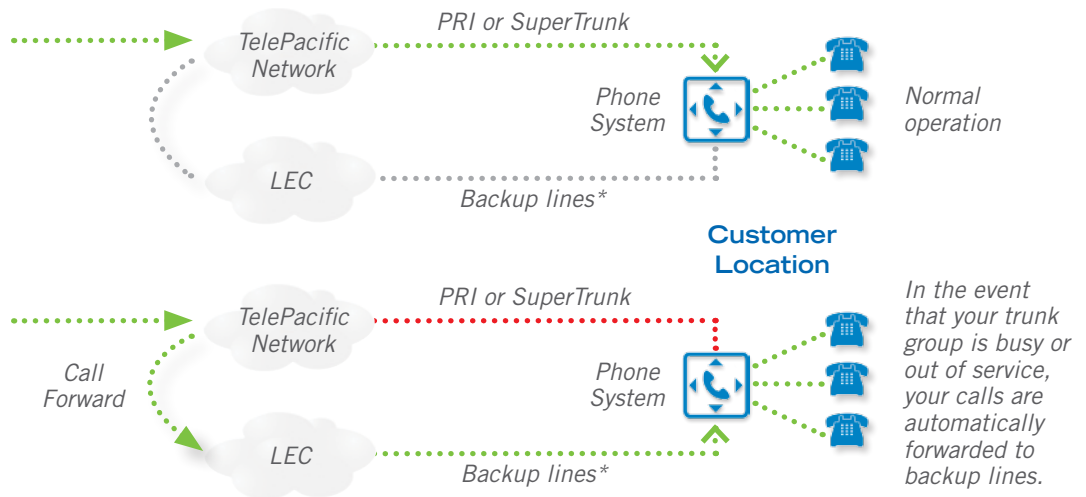 TelePacific
Network
PRI or SuperTrunk
Phone
System
Normal
operation
LEC
Backup lines*
Customer
Location
TelePacific
Network
PRI or SuperTrunk
Call
Forward
Phone
System
In the event
that your trunk
group is busy or
out of service,
your calls are
automatically
forwarded to
backup lines.
LEC
Backup lines*